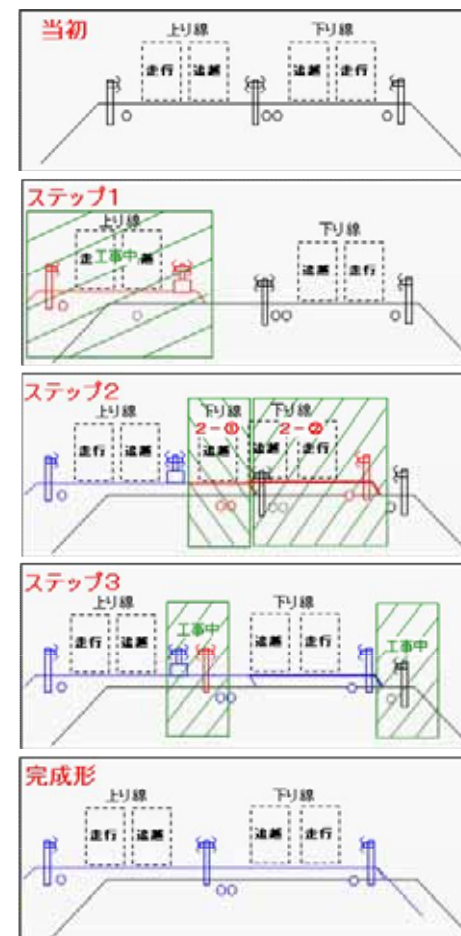 当初
上り線 下り線
走行 追越 追越 走行
ステップ1
上り線
下り線
走 工事中 越
追越 走行
ステップ2
上り線 下り線 下り線
2-① 2-②
走行 追越 追越 追越 走行
ステップ3
上り線 下り線
工事中
走行 追越 追越 走行
工事中
完成形
上り線 下り線
走行 追越 追越 走行